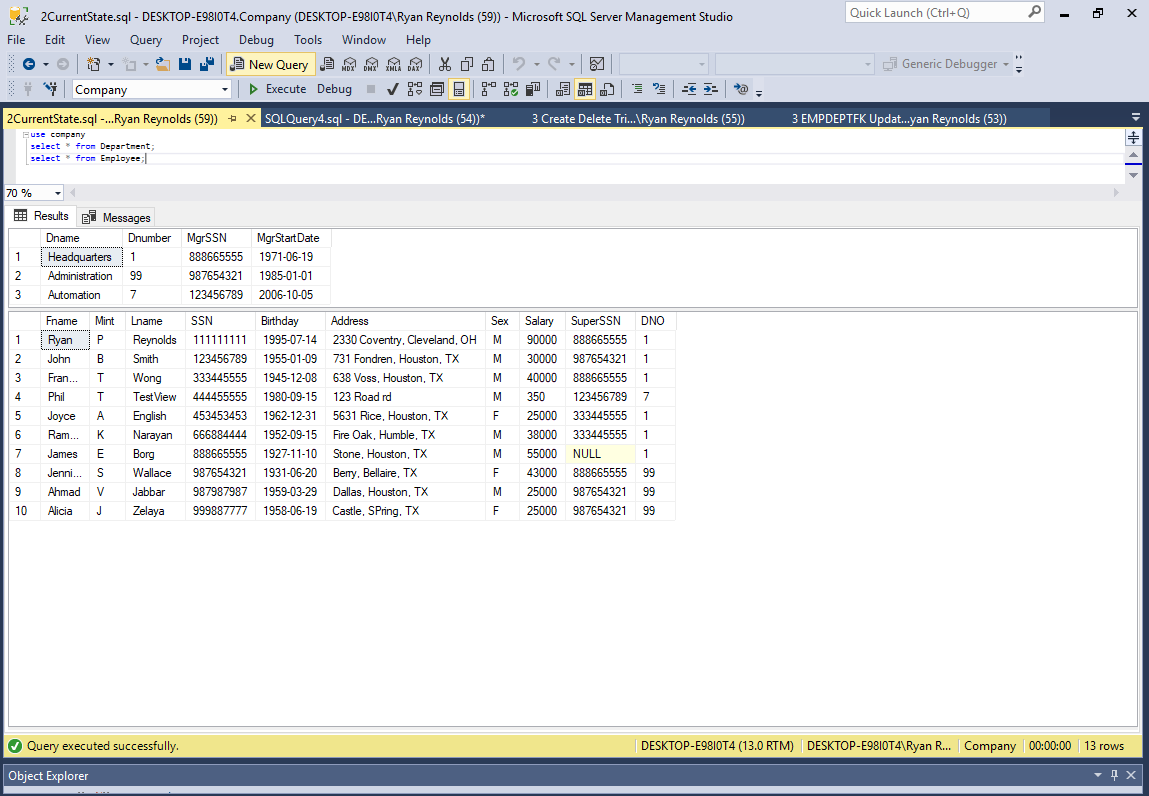 2CurrentState.sql - DESKTOP-E98I0T4.Company (DESKTOP-E98I0T4\Ryan Reynolds (59)) - Microsoft SQL Server Management Studio
Quick Launch (Ctrl+Q)
File Edit View Query Project Debug Tools Window Help
New Query MDX DMX XMLA DAX Generic Debugger
Company Execute Debug
2CurrentState.sql -...Ryan Reynolds (59)) SQLQuery4.sql - DE...Ryan Reynolds (54))* 3 Create Delete Tri...\Ryan Reynolds (55)) 3 EMPDEPTFK Updat...yan Reynolds (53))
use company
select * from Department;
select * from Employee;
70 %
Results Messages
Dname Dnumber MgrSSN MgrStartDate
1 Headquarters 1 888665555 1971-06-19
2 Administration 99 987654321 1985-01-01
3 Automation 7 123456789 2006-10-05
Fname Mint Lname SSN Birthday Address Sex Salary SuperSSN DNO
1 Ryan P Reynolds 111111111 1995-07-14 2330 Coventry, Cleveland, OH M 90000 888665555 1
2 John B Smith 123456789 1955-01-09 731 Fondren, Houston, TX M 30000 987654321 1
3 Fran... T Wong 333445555 1945-12-08 638 Voss, Houston, TX M 40000 888665555 1
4 Phil T TestView 444455555 1980-09-15 123 Road rd M 350 123456789 7
5 Joyce A English 453453453 1962-12-31 5631 Rice, Houston, TX F 25000 333445555 1
6 Ram... K Narayan 666884444 1952-09-15 Fire Oak, Humble, TX M 38000 333445555 1
7 James E Borg 888665555 1927-11-10 Stone, Houston, TX M 55000 NULL 1
8 Jenni... S Wallace 987654321 1931-06-20 Berry, Bellaire, TX F 43000 888665555 99
9 Ahmad V Jabbar 987987987 1959-03-29 Dallas, Houston, TX M 25000 987654321 99
10 Alicia J Zelaya 999887777 1958-06-19 Castle, SPring, TX F 25000 987654321 99
Query executed successfully. DESKTOP-E98I0T4 (13.0 RTM) DESKTOP-E98I0T4\Ryan R... Company 00:00:00 13 rows
Object Explorer